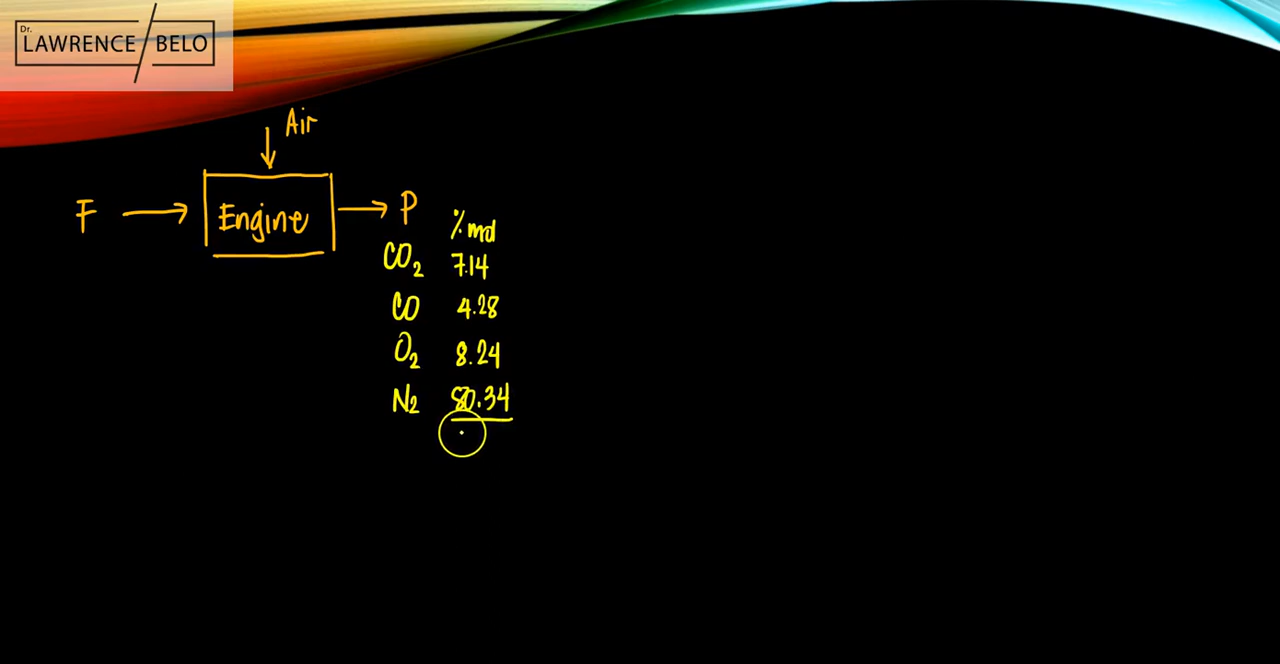 Dr.
LAWRENCE / BELO
Air
F → Engine → P
% mol
CO₂ 7.14
CO 4.28
O₂ 8.24
N₂ 80.34